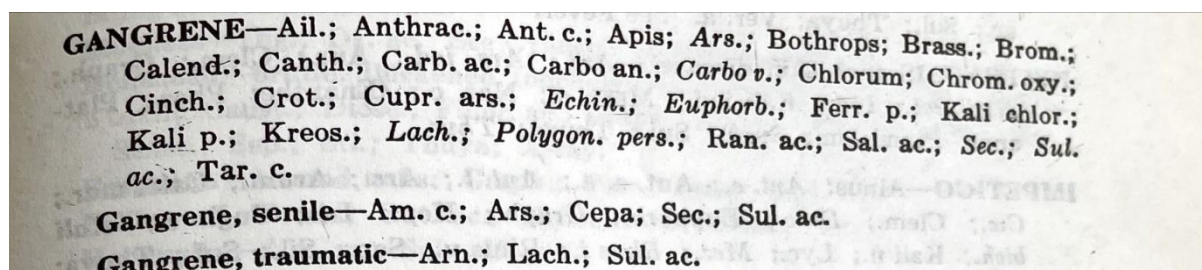 GANGRENE—Ail.; Anthrac.; Ant. c.; Apis; Ars.; Bothrops; Brass.; Brom.;
Calend.; Canth.; Carb. ac.; Carbo an.; Carbo v.; Chlorum; Chrom. oxy.;
Cinch.; Crot.; Cupr. ars.; Echin.; Euphorb.; Ferr. p.; Kali chlor.;
Kali p.; Kreos.; Lach.; Polygon. pers.; Ran. ac.; Sal. ac.; Sec.; Sul.
ac.; Tar. c.
Gangrene, senile—Am. c.; Ars.; Cepa; Sec.; Sul. ac.
Gangrene, traumatic—Arn.; Lach.; Sul. ac.